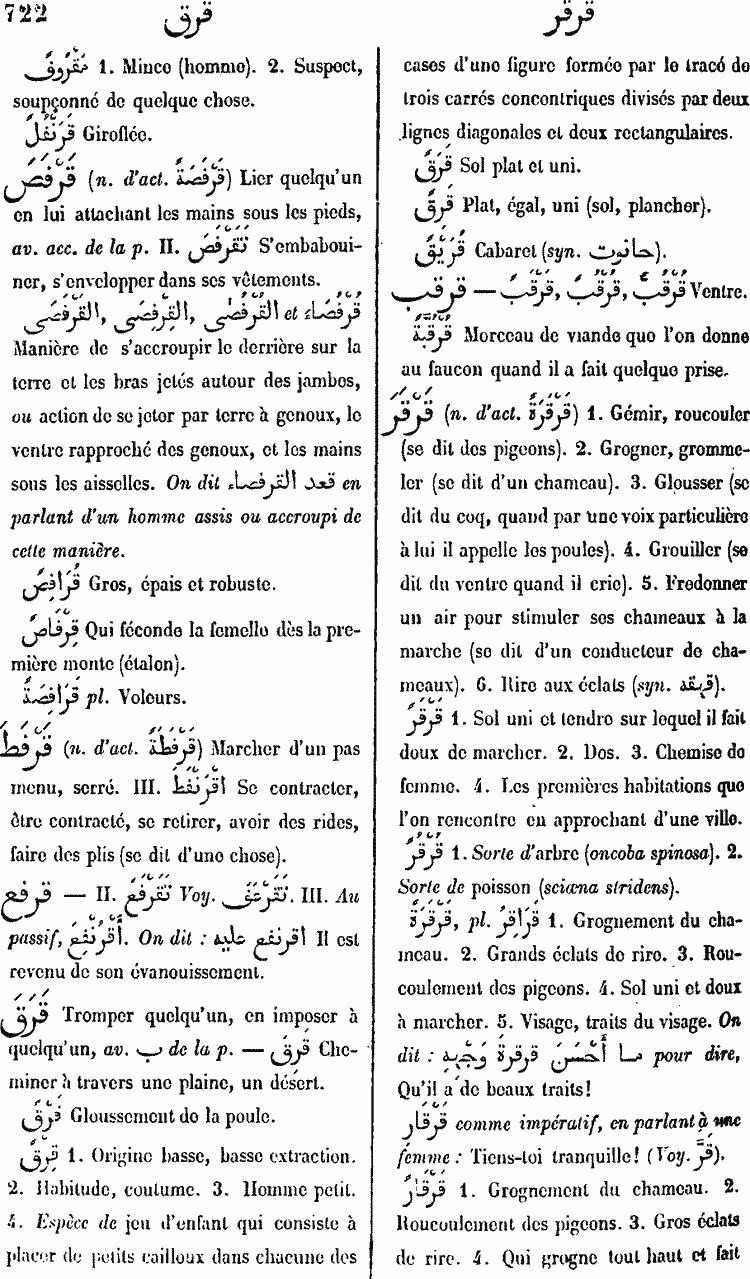 722
قرق
قرقر
مَقْرُوفٌ 1. Mince (homme). 2. Suspect,
soupçonné de quelque chose.
قَرَنْفُلٌ Giroflée.
قَرْفَصَ (n. d'act. قَرْفَصَةٌ) Lier quelqu'un
en lui attachant les mains sous les pieds,
av. acc. de la p. II. تَقَرْفَصَ S'embaboui-
ner, s'envelopper dans ses vêtements.
قُرْفُصَاءُ et القُرْفُصَى, القِرْفِصَى, القَرْفَصَى
Manière de s'accroupir le derrière sur la
terre et les bras jetés autour des jambes,
ou action de se jeter par terre à genoux, le
ventre rapproché des genoux, et les mains
sous les aisselles. On dit قعد القرفصاء en
parlant d'un homme assis ou accroupi de
cette manière.
قُرَافِصٌ Gros, épais et robuste.
قِرْفَاصٌ Qui féconde la femelle dès la pre-
mière monte (étalon).
قَرَافِصَةٌ pl. Voleurs.
قَرْفَطَ (n. d'act. قَرْفَطَةٌ) Marcher d'un pas
menu, serré. III. اقْرَنْفَطَ Se contracter,
être contracté, se retirer, avoir des rides,
faire des plis (se dit d'une chose).
قرفع — II. تَقَرْفَعَ Voy. تَقَرْعَفَ. III. Au
passif, أُقْرُنْفِعَ. On dit : اقرنفع عليه Il est
revenu de son évanouissement.
قَرَقَ Tromper quelqu'un, en imposer à
quelqu'un, av. ب de la p. — قَرِقَ Che-
miner à travers une plaine, un désert.
قَرْقٌ Gloussement de la poule.
قِرْقٌ 1. Origine basse, basse extraction.
2. Habitude, coutume. 3. Homme petit.
4. Espèce de jeu d'enfant qui consiste à
placer de petits cailloux dans chacune des
cases d'une figure formée par le tracé de
trois carrés concentriques divisés par deux
lignes diagonales et deux rectangulaires.
قَرَقٌ Sol plat et uni.
قَرِقٌ Plat, égal, uni (sol, plancher).
قُرَيْقٌ Cabaret (syn. حانوت).
قرقب — قَرْقَبٌ, قُرْقُبٌ, قُرْقُبٌّ Ventre.
قُرْقُبَةٌ Morceau de viande que l'on donne
au faucon quand il a fait quelque prise.
قَرْقَرَ (n. d'act. قَرْقَرَةٌ) 1. Gémir, roucouler
(se dit des pigeons). 2. Grogner, gromme-
ler (se dit d'un chameau). 3. Glousser (se
dit du coq, quand par une voix particulière
à lui il appelle les poules). 4. Grouiller (se
dit du ventre quand il crie). 5. Fredonner
un air pour stimuler ses chameaux à la
marche (se dit d'un conducteur de cha-
meaux). 6. Rire aux éclats (syn. قهقه).
قَرْقَرٌ 1. Sol uni et tendre sur lequel il fait
doux de marcher. 2. Dos. 3. Chemise de
femme. 4. Les premières habitations que
l'on rencontre en approchant d'une ville.
قُرْقُرٌ 1. Sorte d'arbre (oncoba spinosa). 2.
Sorte de poisson (sciæna stridens).
قَرْقَرَةٌ, pl. قَرَاقِرُ 1. Grognement du cha-
meau. 2. Grands éclats de rire. 3. Rou-
coulement des pigeons. 4. Sol uni et doux
à marcher. 5. Visage, traits du visage. On
dit : ما أَحْسَنَ قرقرة وَجْهِهِ pour dire,
Qu'il a de beaux traits!
قَرْقَارِ comme impératif, en parlant à une
femme : Tiens-toi tranquille! (Voy. قَرَّ).
قَرْقَارٌ 1. Grognement du chameau. 2.
Roucoulement des pigeons. 3. Gros éclats
de rire. 4. Qui grogne tout haut et fait